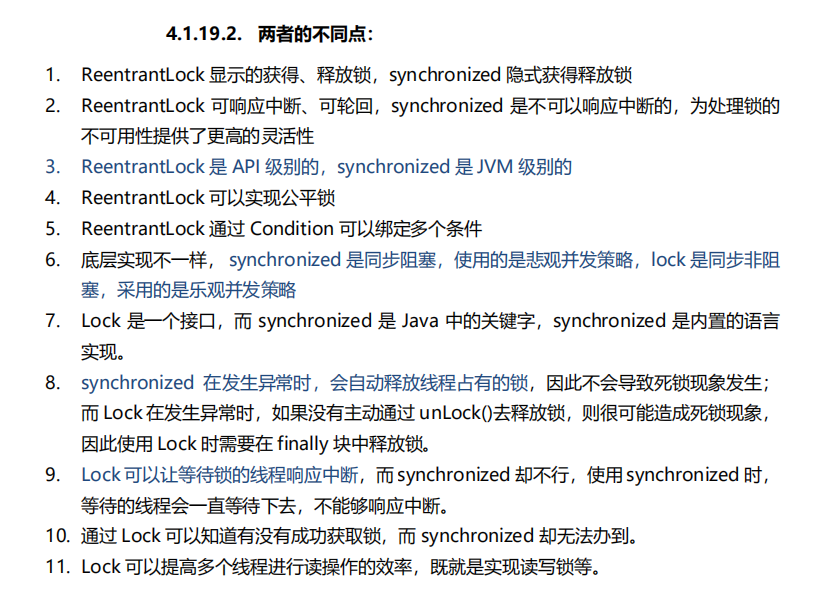 4.1.19.2. 两者的不同点：
1. ReentrantLock 显示的获得、释放锁，synchronized 隐式获得释放锁
2. ReentrantLock 可响应中断、可轮回，synchronized 是不可以响应中断的，为处理锁的
不可用性提供了更高的灵活性
3. ReentrantLock 是 API 级别的，synchronized 是 JVM 级别的
4. ReentrantLock 可以实现公平锁
5. ReentrantLock 通过 Condition 可以绑定多个条件
6. 底层实现不一样， synchronized 是同步阻塞，使用的是悲观并发策略，lock 是同步非阻
塞，采用的是乐观并发策略
7. Lock 是一个接口，而 synchronized 是 Java 中的关键字，synchronized 是内置的语言
实现。
8. synchronized 在发生异常时，会自动释放线程占有的锁，因此不会导致死锁现象发生；
而 Lock 在发生异常时，如果没有主动通过 unLock()去释放锁，则很可能造成死锁现象，
因此使用 Lock 时需要在 finally 块中释放锁。
9. Lock 可以让等待锁的线程响应中断，而 synchronized 却不行，使用 synchronized 时，
等待的线程会一直等待下去，不能够响应中断。
10. 通过 Lock 可以知道有没有成功获取锁，而 synchronized 却无法办到。
11. Lock 可以提高多个线程进行读操作的效率，既就是实现读写锁等。